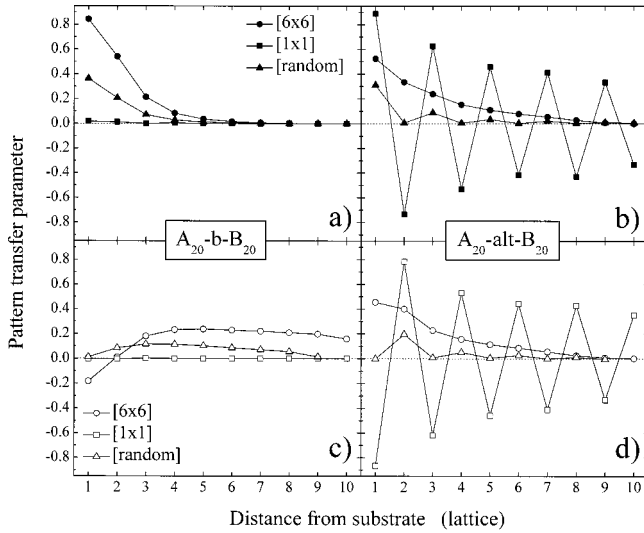 Pattern transfer parameter
0.8
0.6
0.4
0.2
0.0
-0.2
-0.4
-0.6
-0.8
[6x6]
[1x1]
[random]
a)
[6x6]
[1x1]
[random]
b)
A20-b-B20
A20-alt-B20
0.8
0.6
0.4
0.2
0.0
-0.2
-0.4
-0.6
-0.8
[6x6]
[1x1]
[random]
c)
d)
1 2 3 4 5 6 7 8 9 10
1 2 3 4 5 6 7 8 9 10
Distance from substrate (lattice)